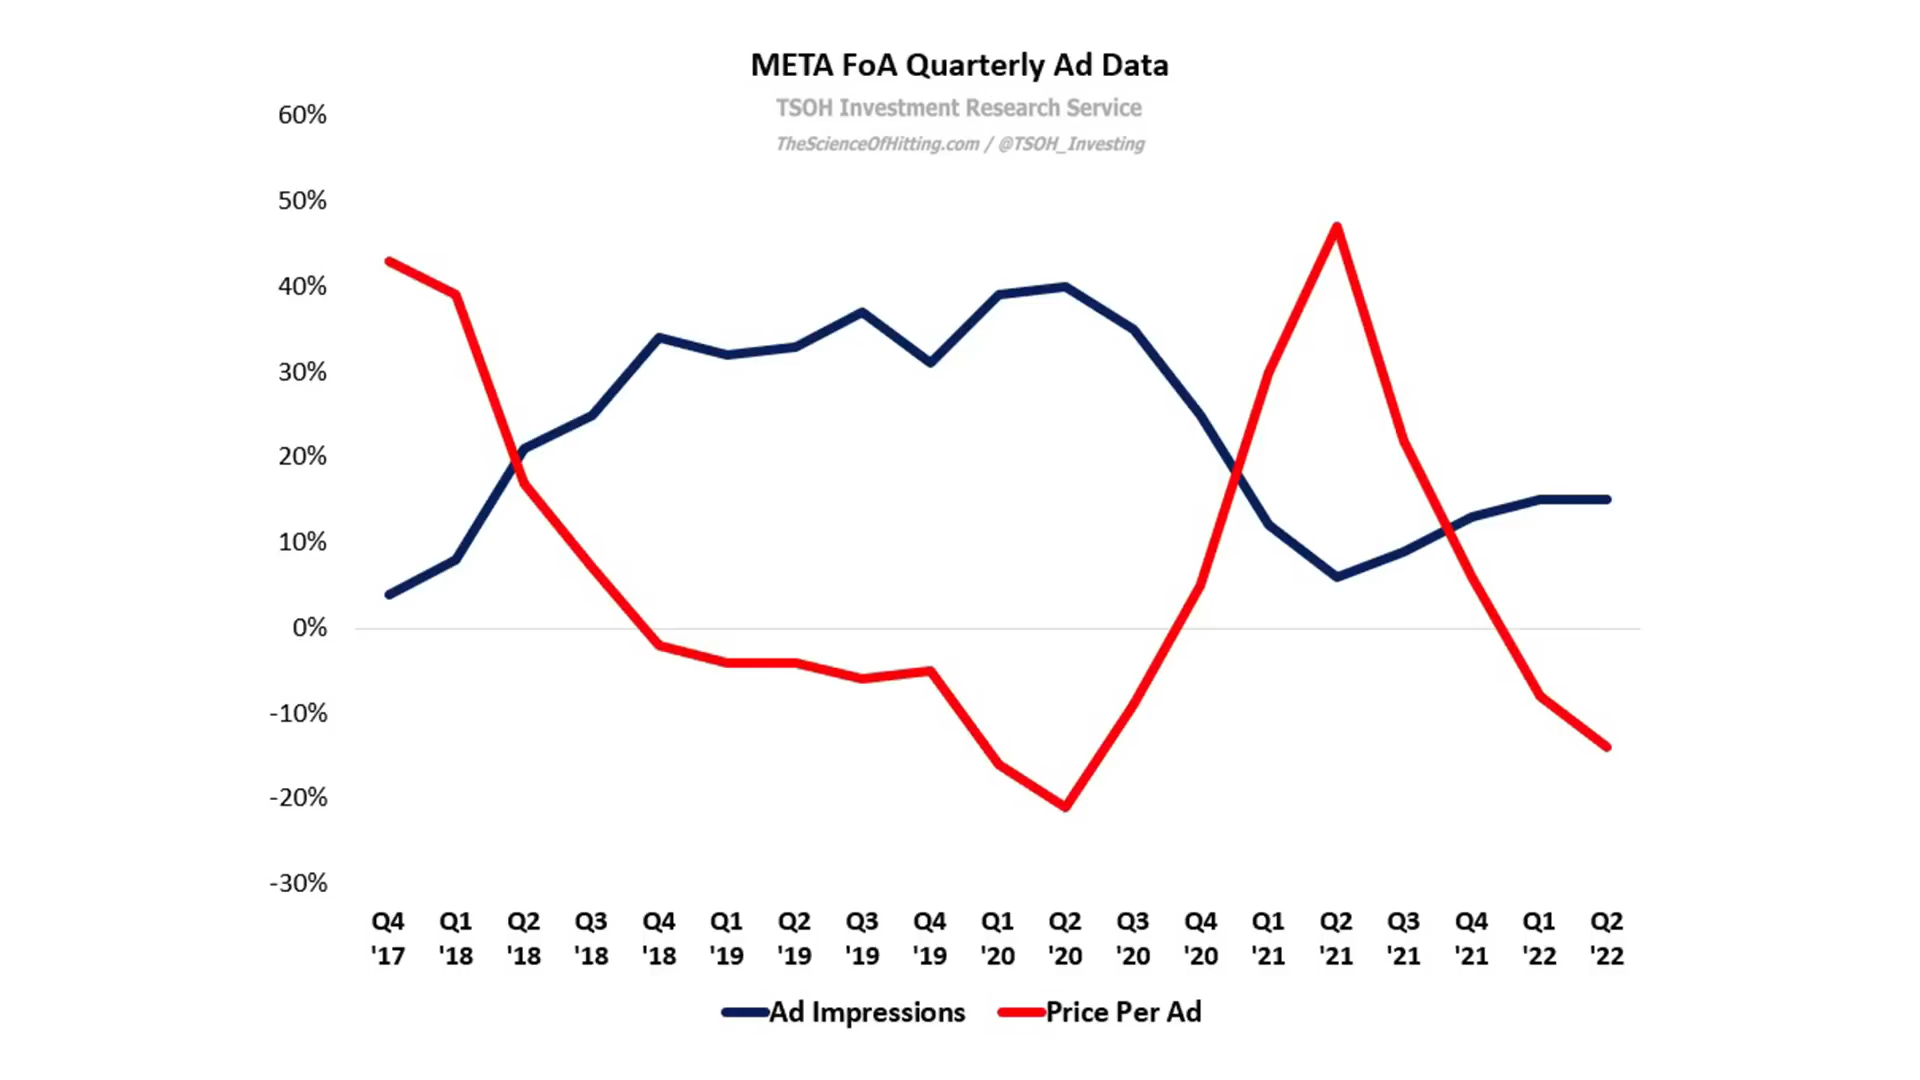 META FoA Quarterly Ad Data
TSOH Investment Research Service
TheScienceOfHitting.com / @TSOH_Investing
60%
50%
40%
30%
20%
10%
0%
-10%
-20%
-30%
Q4 Q1 Q2 Q3 Q4 Q1 Q2 Q3 Q4 Q1 Q2 Q3 Q4 Q1 Q2 Q3 Q4 Q1 Q2
'17 '18 '18 '18 '18 '19 '19 '19 '19 '20 '20 '20 '20 '21 '21 '21 '21 '22 '22
Ad Impressions Price Per Ad